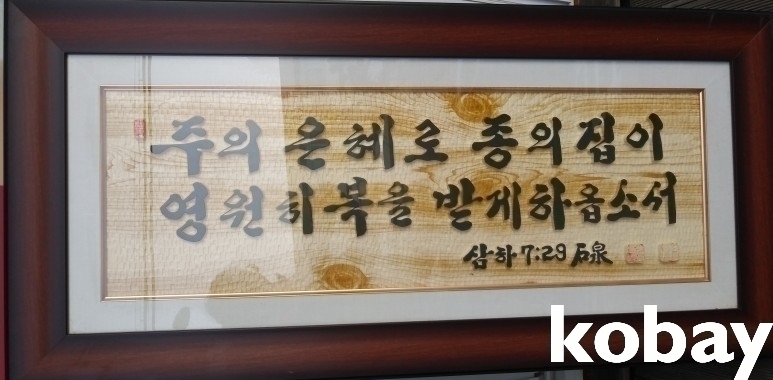 주의 은혜로 종의 집이
영원히 복을 받게하옵소서
삼하 7:29 石泉
kobay